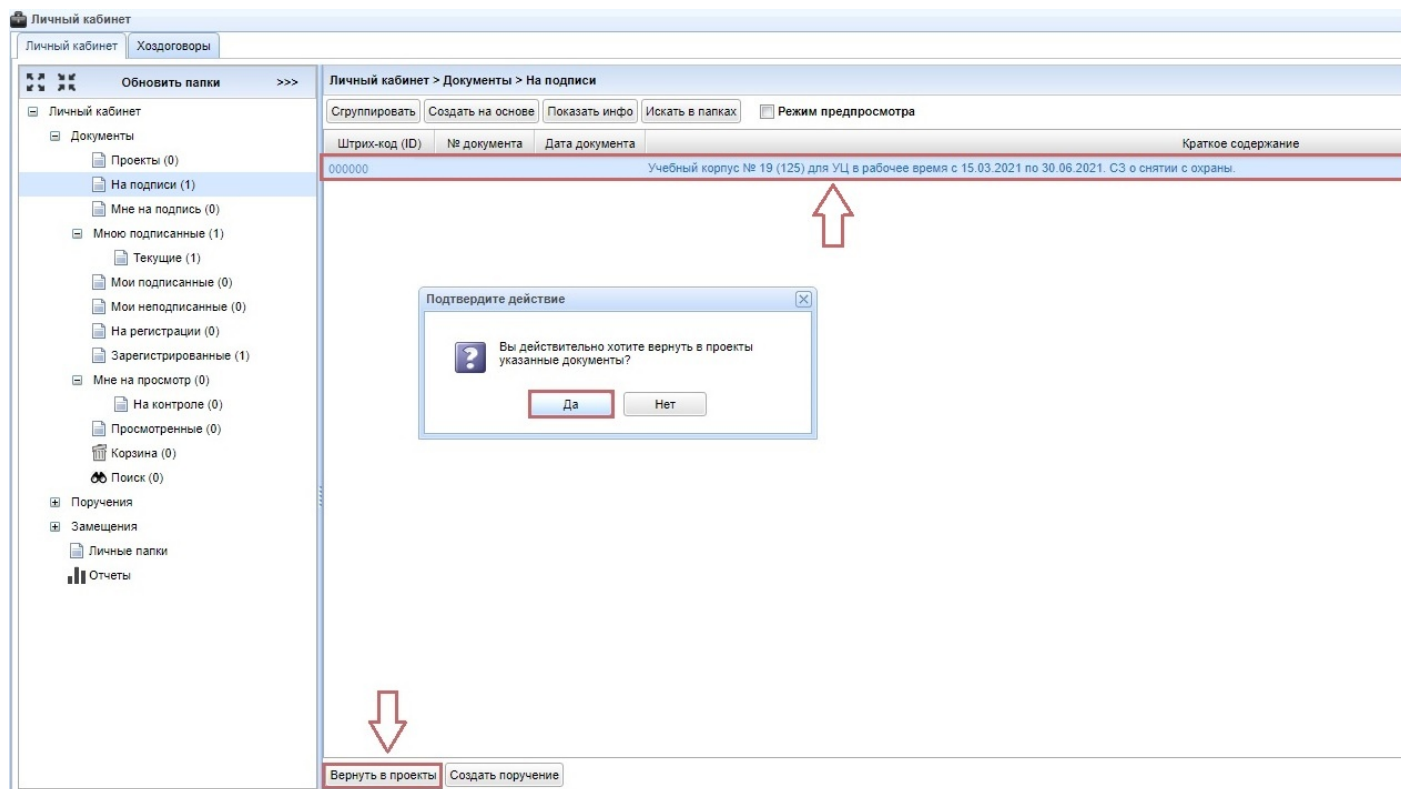 Личный кабинет
Личный кабинет Хоздоговоры
Обновить папки >>>
Личный кабинет
Документы
Проекты (0)
На подписи (1)
Мне на подпись (0)
Мною подписанные (1)
Текущие (1)
Мои подписанные (0)
Мои неподписанные (0)
На регистрации (0)
Зарегистрированные (1)
Мне на просмотр (0)
На контроле (0)
Просмотренные (0)
Корзина (0)
Поиск (0)
Поручения
Замещения
Личные папки
Отчеты
Личный кабинет > Документы > На подписи
Сгруппировать Создать на основе Показать инфо Искать в папках Режим предпросмотра
Штрих-код (ID) № документа Дата документа Краткое содержание
000000 Учебный корпус № 19 (125) для УЦ в рабочее время с 15.03.2021 по 30.06.2021. СЗ о снятии с охраны.
Подтвердите действие
Вы действительно хотите вернуть в проекты
указанные документы?
Да Нет
Вернуть в проекты Создать поручение